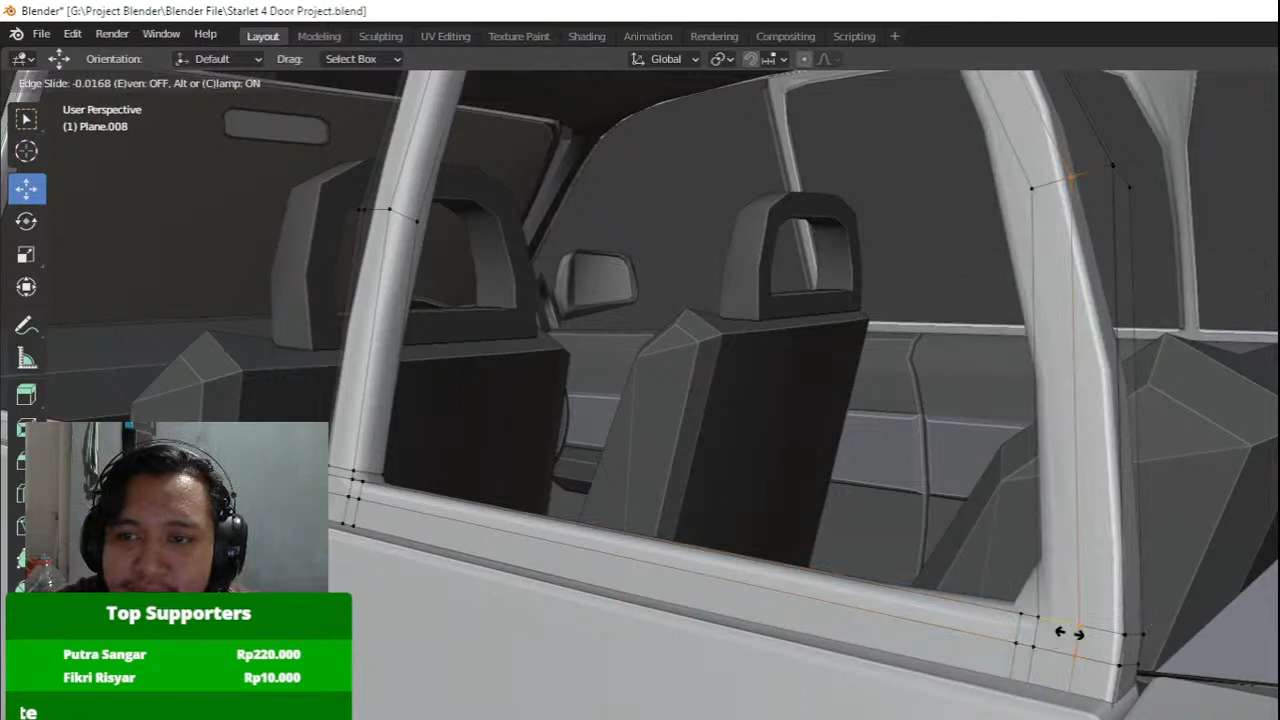 Blender* [G:\Project Blender\Blender File\Starlet 4 Door Project.blend]
File Edit Render Window Help Layout Modeling Sculpting UV Editing Texture Paint Shading Animation Rendering Compositing Scripting +
Orientation: Default Drag: Select Box Global
Edge Slide: -0.0168 (E)ven: OFF, Alt or (C)lamp: ON
User Perspective
(1) Plane.008
Top Supporters
Putra Sangar Rp220.000
Fikri Risyar Rp10.000
te